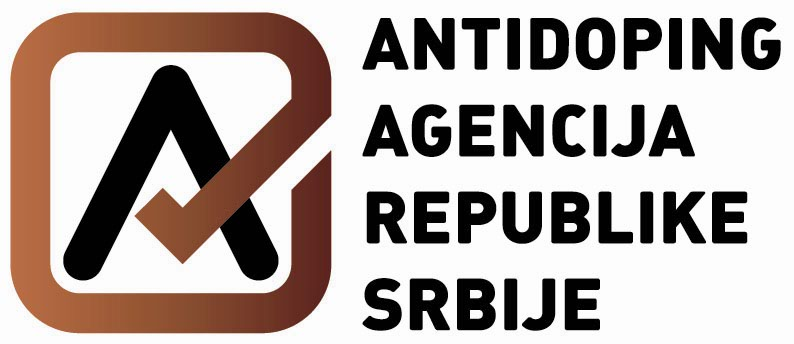 ANTIDOPING
AGENCIJA
REPUBLIKE
SRBIJE